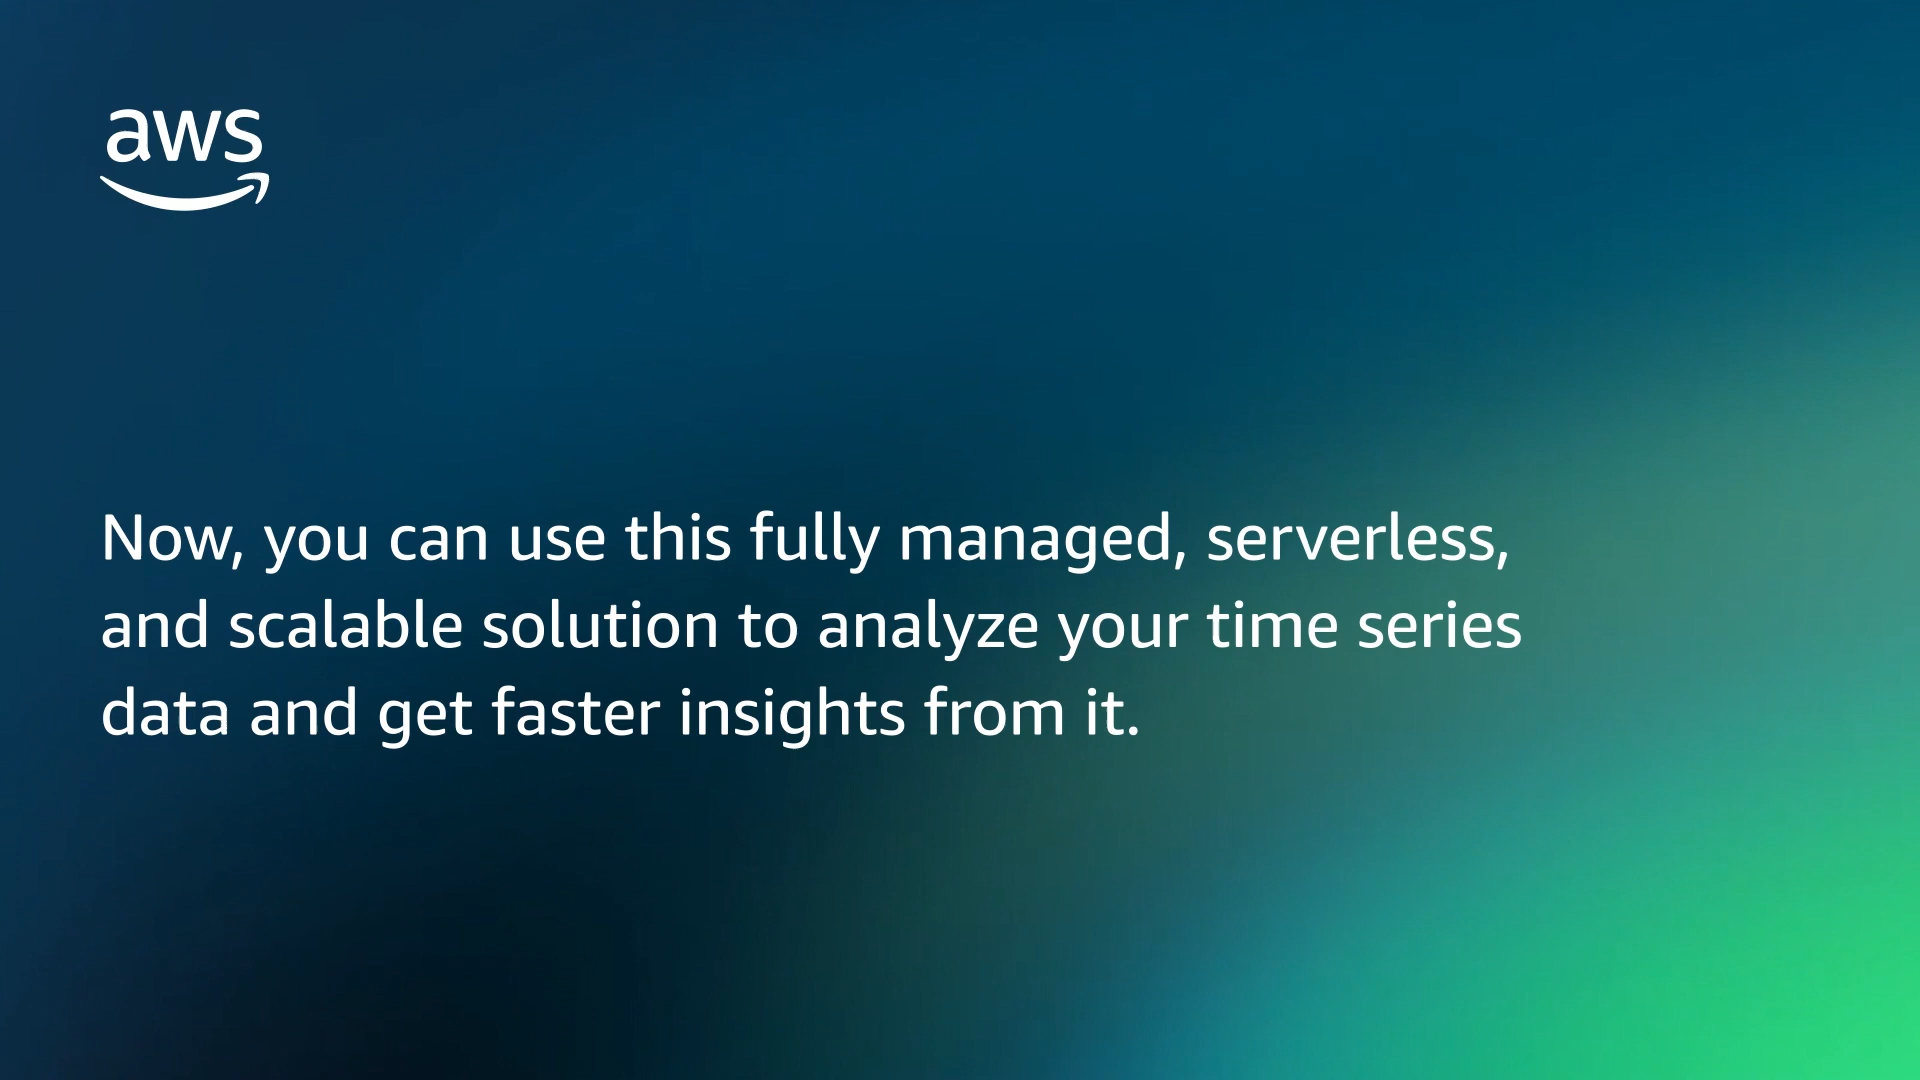 aws
Now, you can use this fully managed, serverless,
and scalable solution to analyze your time series
data and get faster insights from it.